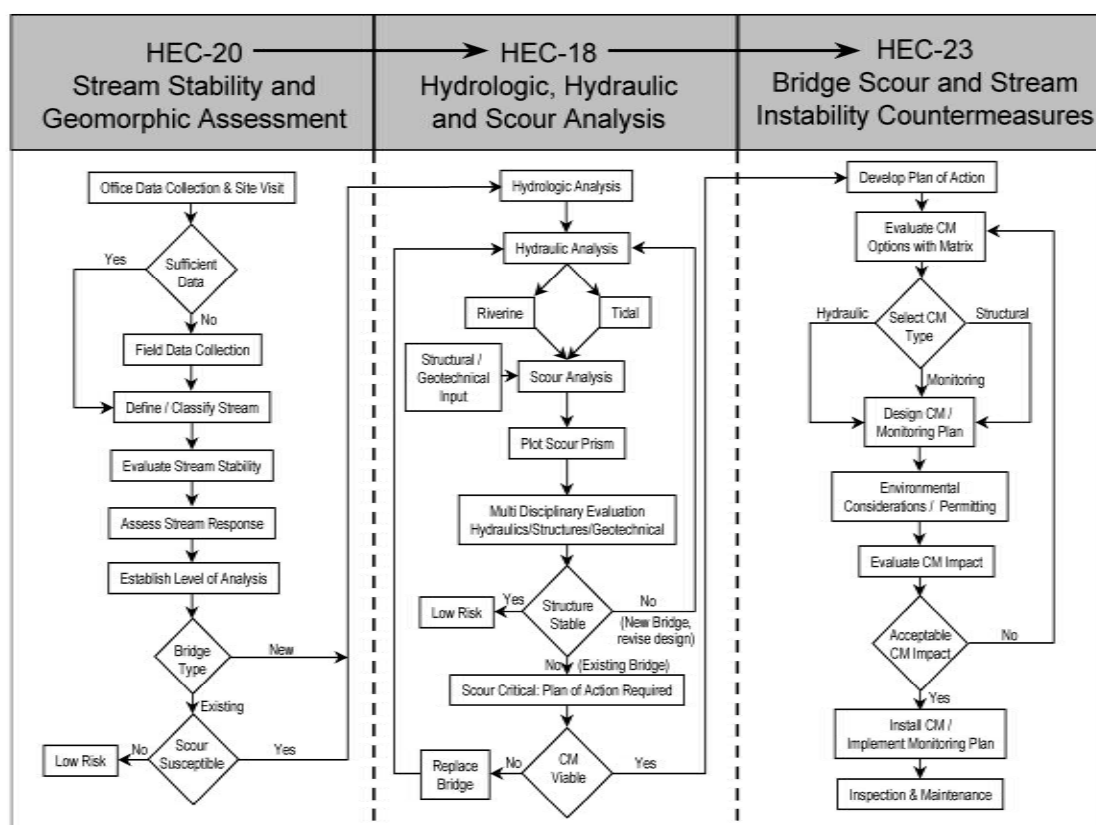 HEC-20
Stream Stability and
Geomorphic Assessment
HEC-18
Hydrologic, Hydraulic
and Scour Analysis
HEC-23
Bridge Scour and Stream
Instability Countermeasures
Office Data Collection & Site Visit
Yes
Sufficient
Data
No
Field Data Collection
Define / Classify Stream
Evaluate Stream Stability
Assess Stream Response
Establish Level of Analysis
Bridge
Type
New
Existing
Scour
Susceptible
No
Low Risk
Yes
Hydrologic Analysis
Hydraulic Analysis
Riverine
Tidal
Structural /
Geotechnical
Input
Scour Analysis
Plot Scour Prism
Multi Disciplinary Evaluation
Hydraulics/Structures/Geotechnical
Low Risk
Yes
Structure
Stable
No
(New Bridge,
revise design)
No (Existing Bridge)
Scour Critical: Plan of Action Required
Replace
Bridge
No
CM
Viable
Yes
Develop Plan of Action
Evaluate CM
Options with Matrix
Hydraulic
Select CM
Type
Structural
Monitoring
Design CM /
Monitoring Plan
Environmental
Considerations / Permitting
Evaluate CM Impact
Acceptable
CM Impact
No
Yes
Install CM /
Implement Monitoring Plan
Inspection & Maintenance